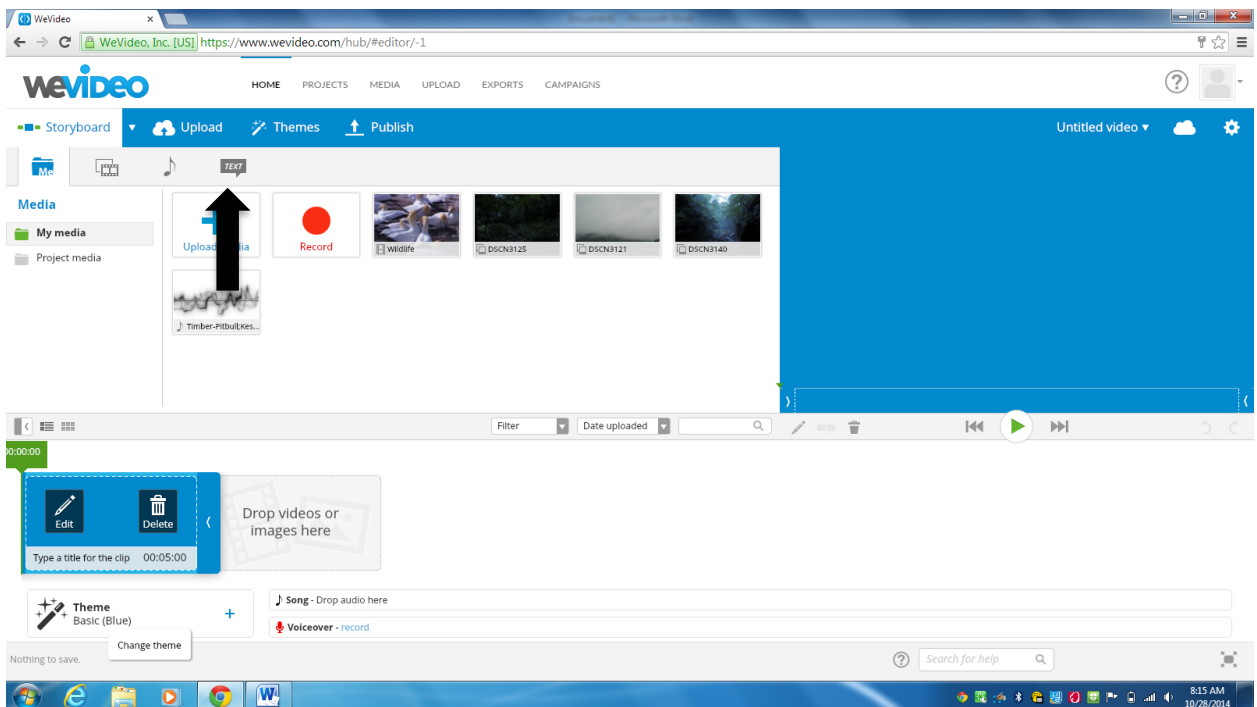 WeVideo
WeVideo, Inc. [US] https://www.wevideo.com/hub/#editor/-1
WEVIDEO
HOME PROJECTS MEDIA UPLOAD EXPORTS CAMPAIGNS
?
Storyboard Upload Themes Publish Untitled video
Me TEXT
Media
My media
Project media
Upload Record Wildlife DSCN3125 DSCN3121 DSCN3140
Timber-Pitbull;Kes...
Filter Date uploaded
00:00:00
Edit Delete
Type a title for the clip 00:05:00
Drop videos or
images here
Theme
Basic (Blue)
+
Song - Drop audio here
Voiceover - record
Change theme
Nothing to save.
? Search for help
W
8:15 AM
10/28/2014